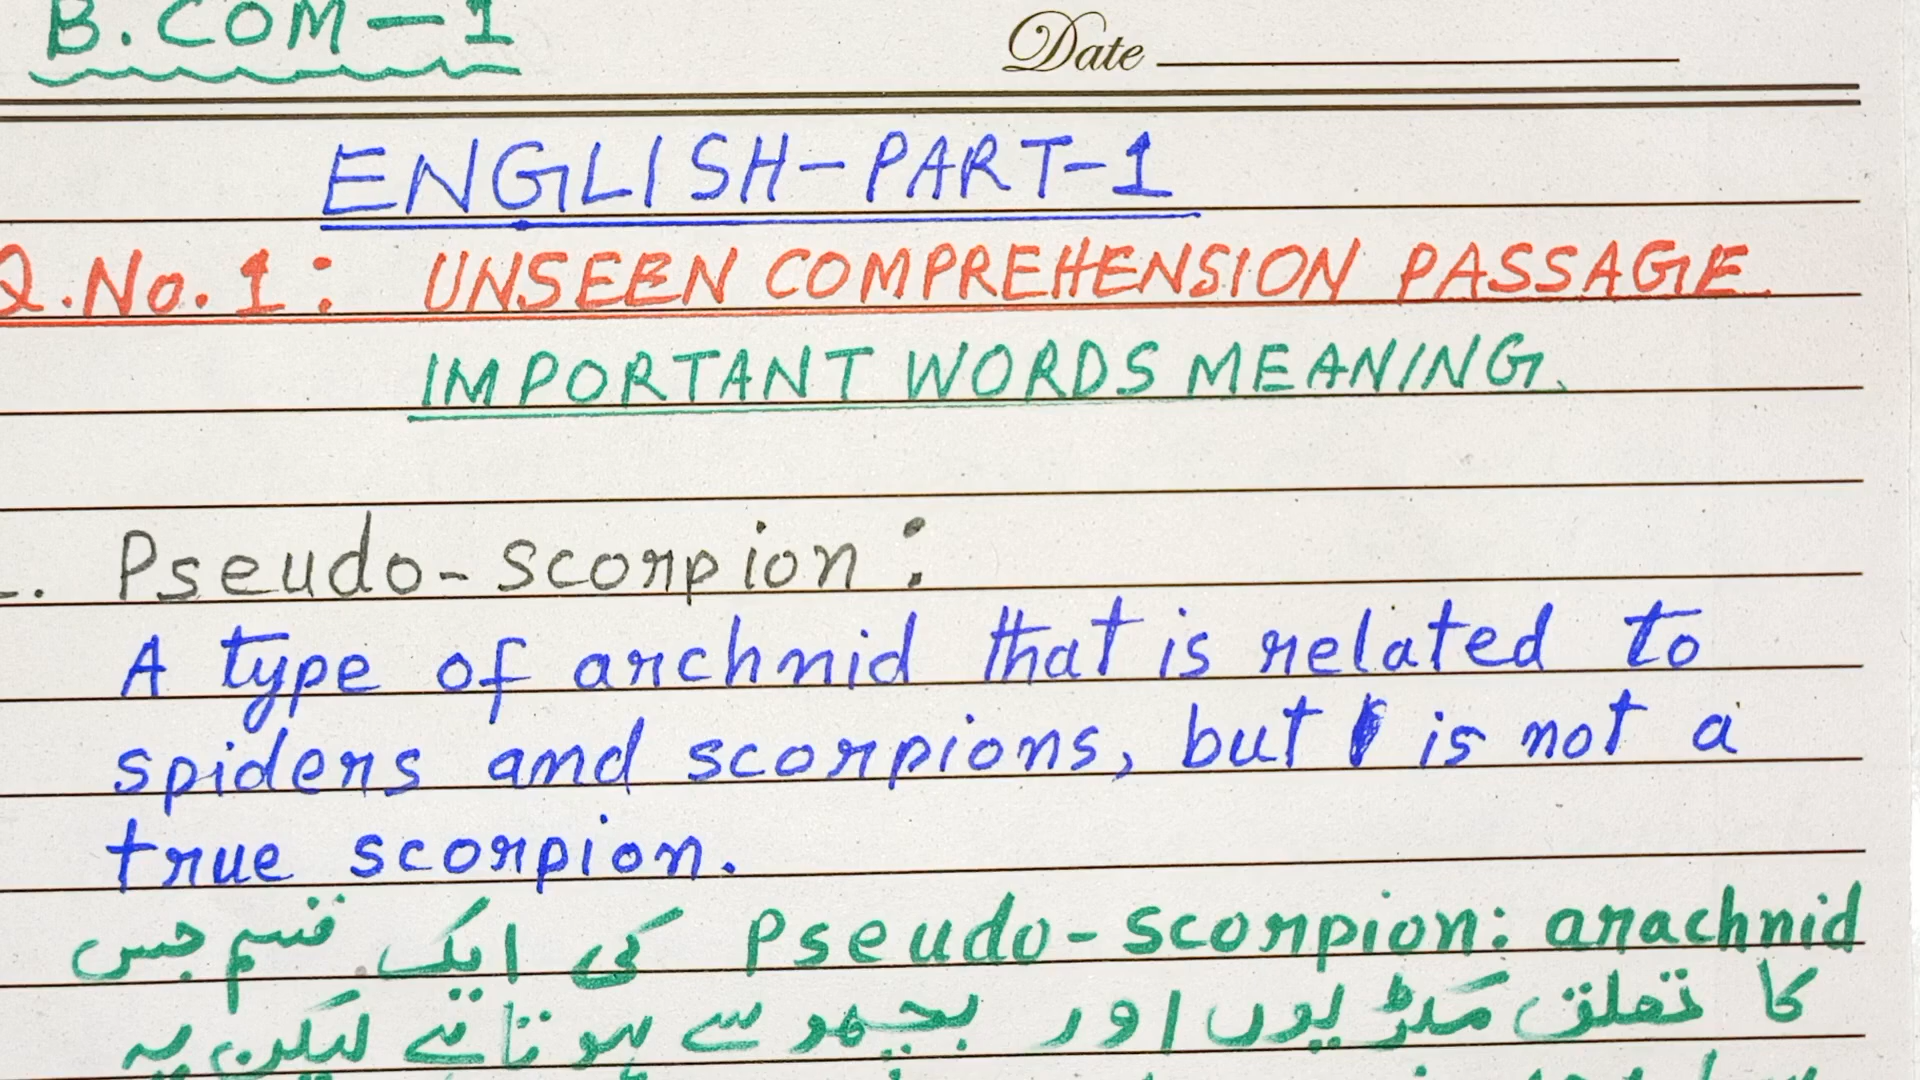 B.COM-1
Date
ENGLISH-PART-1
Q.No.1: UNSEEN COMPREHENSION PASSAGE
IMPORTANT WORDS MEANING.
Pseudo-scorpion:
A type of archnid that is related to
spiders and scorpions, but is not a
true scorpion.
Pseudo-scorpion: arachnid کی ایک قسم جس
کا تعلق مکڑیوں اور بچھو سے ہوتا ہے لیکن یہ